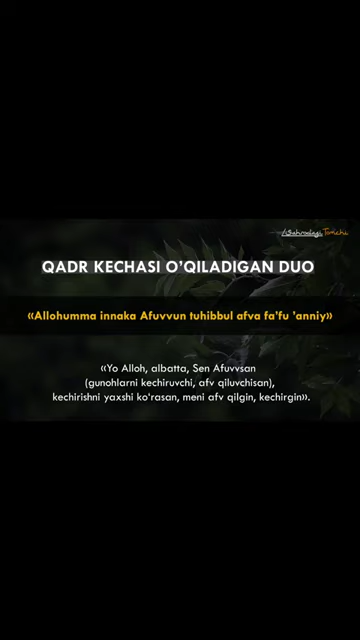 QADR KECHASI O'QILADIGAN DUO
«Allohumma innaka Afuvvun tuhibbul afva fa'fu 'anniy»
«Yo Alloh, albatta, Sen Afuvvsan
(gunohlarni kechiruvchi, afv qiluvchisan),
kechirishni yaxshi ko‘rasan, meni afv qilgin, kechirgin».